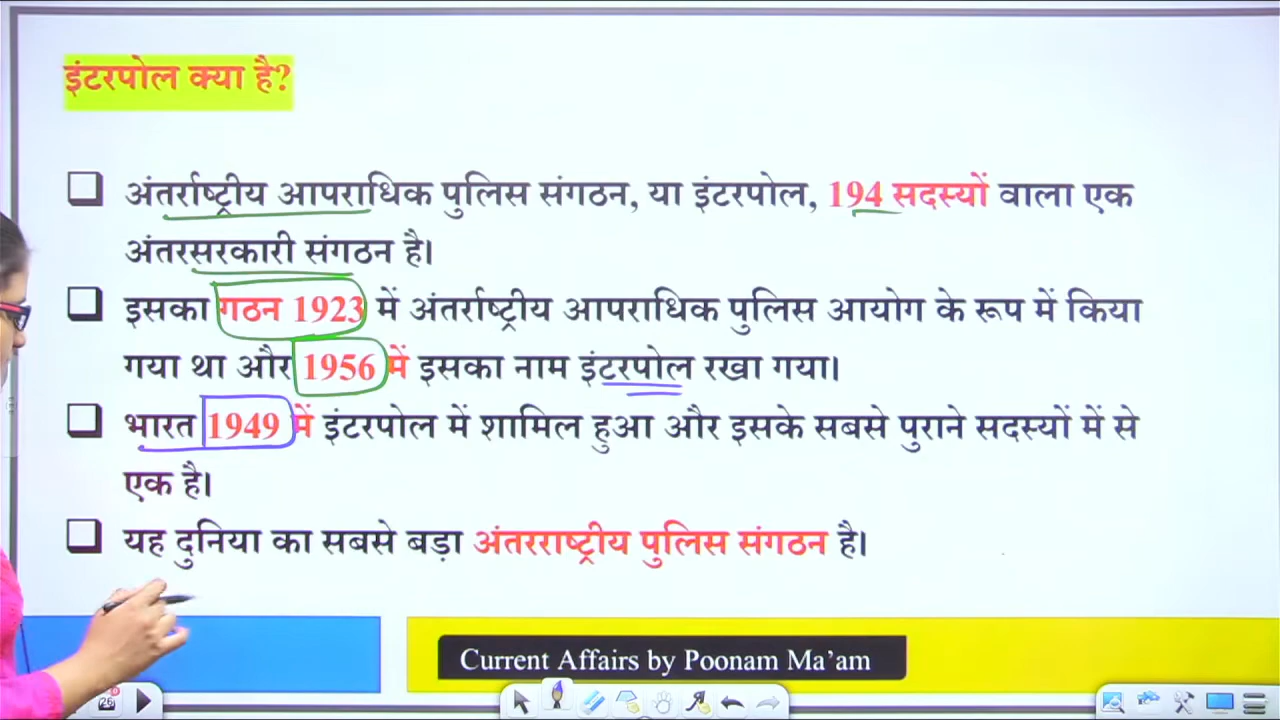 इंटरपोल क्या है?
अंतर्राष्ट्रीय आपराधिक पुलिस संगठन, या इंटरपोल, 194 सदस्यों वाला एक
अंतरसरकारी संगठन है।
इसका गठन 1923 में अंतर्राष्ट्रीय आपराधिक पुलिस आयोग के रूप में किया
गया था और 1956 में इसका नाम इंटरपोल रखा गया।
भारत 1949 में इंटरपोल में शामिल हुआ और इसके सबसे पुराने सदस्यों में से
एक है।
यह दुनिया का सबसे बड़ा अंतरराष्ट्रीय पुलिस संगठन है।
Current Affairs by Poonam Ma'am